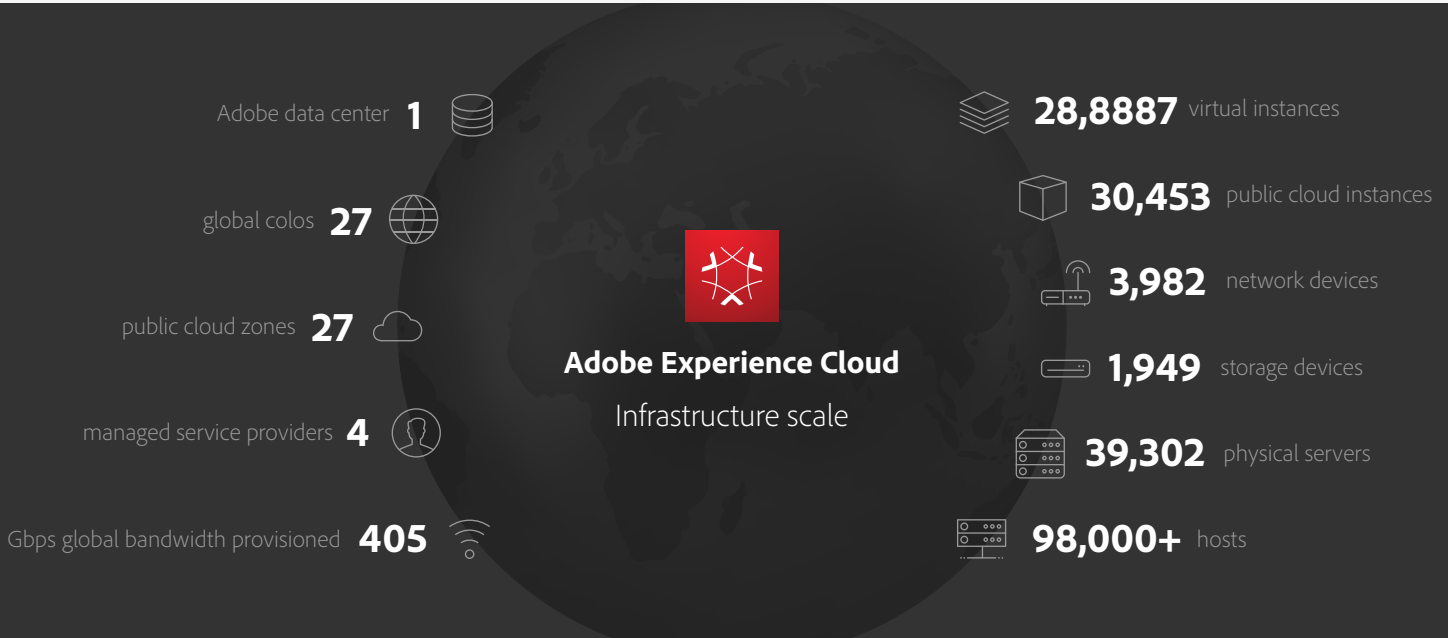 Adobe data center 1
global colos 27
public cloud zones 27
managed service providers 4
Gbps global bandwidth provisioned 405
Adobe Experience Cloud
Infrastructure scale
28,8887 virtual instances
30,453 public cloud instances
3,982 network devices
1,949 storage devices
39,302 physical servers
98,000+ hosts